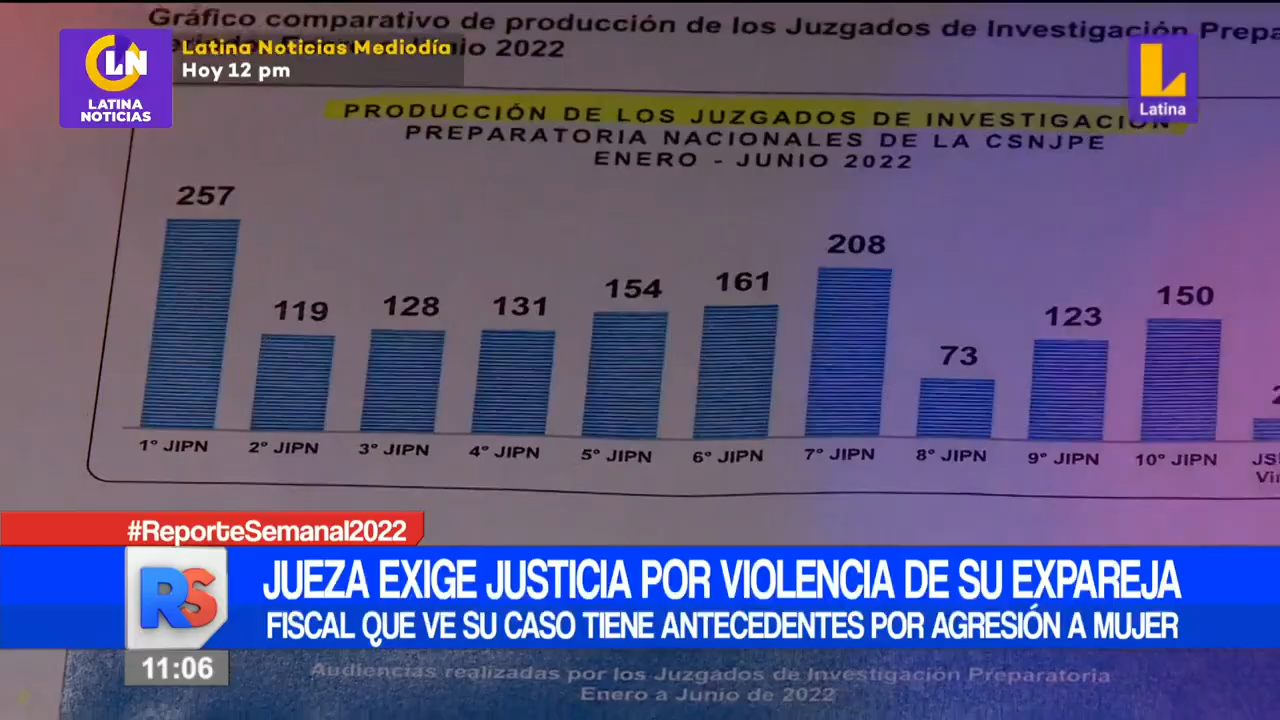 Gráfico comparativo de producción de los Juzgados de Investigación
Junio 2022
LN
LATINA
NOTICIAS
Latina Noticias Mediodía
Hoy 12 pm
L
Latina
PRODUCCIÓN DE LOS JUZGADOS DE INVESTIGACIÓN
PREPARATORIA NACIONALES DE LA CSNJPE
ENERO - JUNIO 2022
257 119 128 131 154 161 208 73 123 150
1° JIPN 2° JIPN 3° JIPN 4° JIPN 5° JIPN 6° JIPN 7° JIPN 8° JIPN 9° JIPN 10° JIPN
#ReporteSemanal2022
RS
JUEZA EXIGE JUSTICIA POR VIOLENCIA DE SU EXPAREJA
FISCAL QUE VE SU CASO TIENE ANTECEDENTES POR AGRESIÓN A MUJER
11:06
Audiencias realizadas por los Juzgados de Investigación Preparatoria
Enero a Junio de 2022